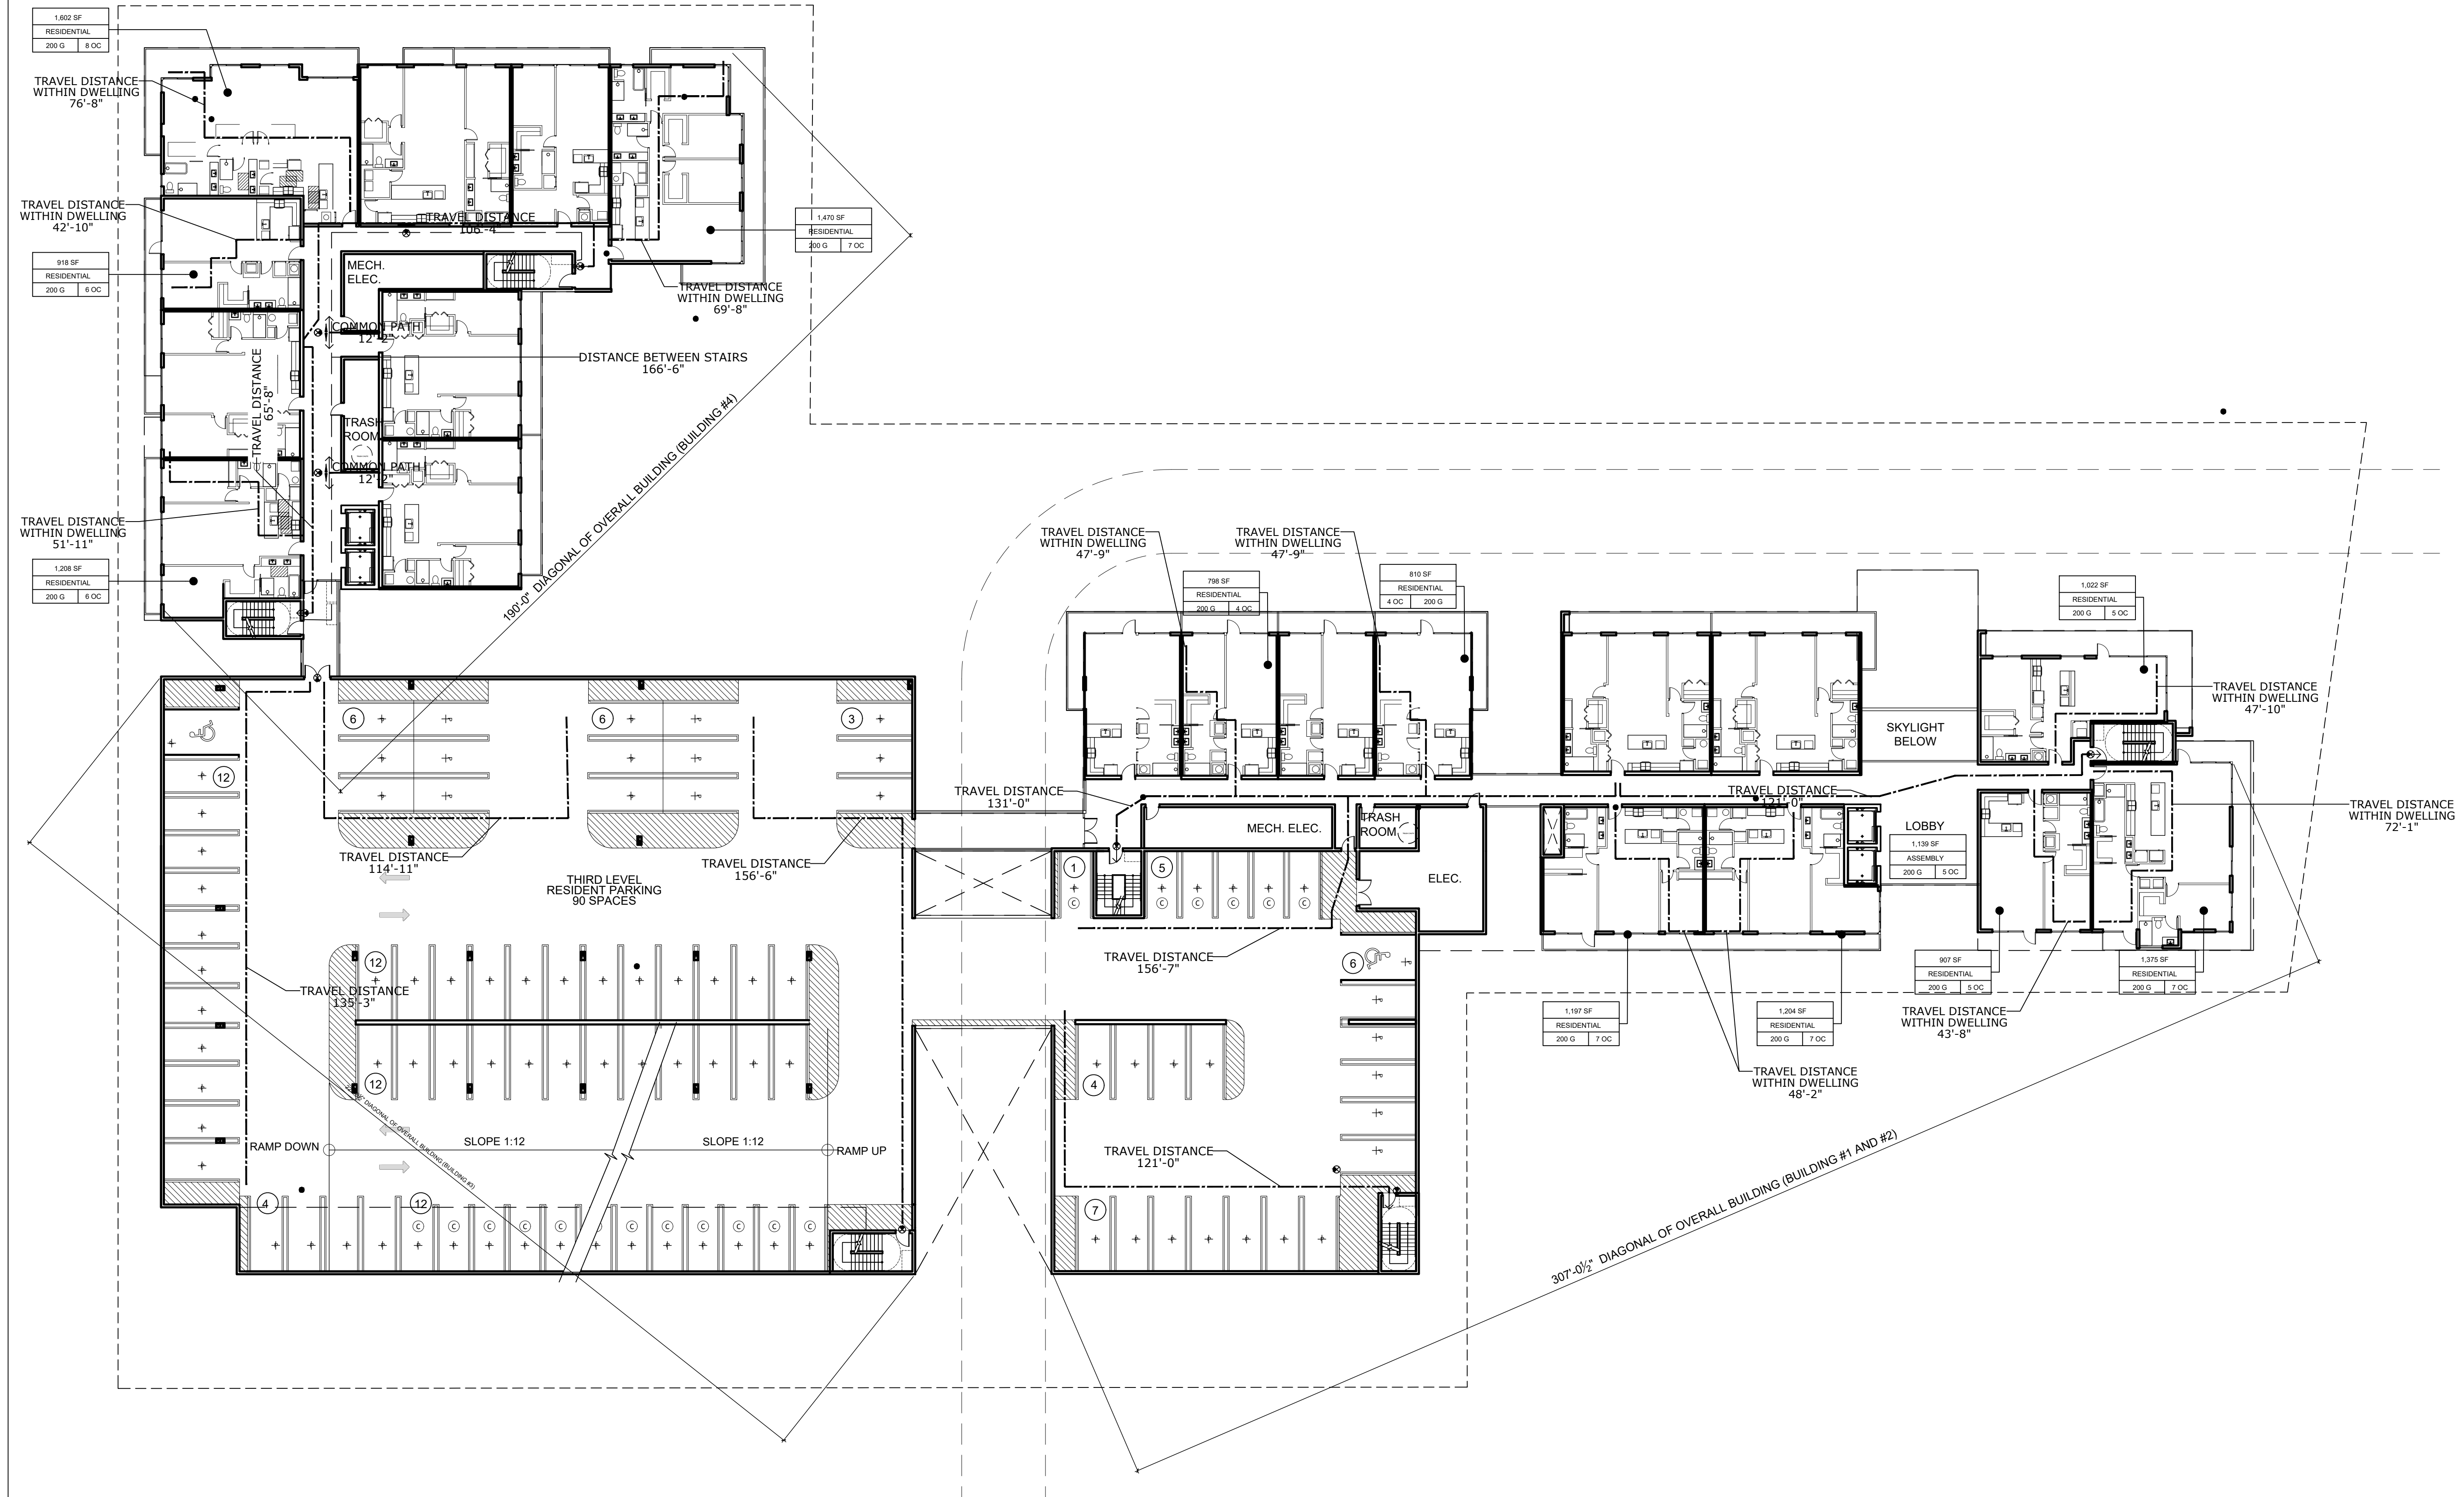 1,602 SF
RESIDENTIAL
200 G 8 OC
TRAVEL DISTANCE
WITHIN DWELLING
76'-8"
TRAVEL DISTANCE
WITHIN DWELLING
42'-10"
918 SF
RESIDENTIAL
200 G 6 OC
TRAVEL DISTANCE
106'-4"
MECH.
ELEC.
1,470 SF
RESIDENTIAL
200 G 7 OC
TRAVEL DISTANCE
WITHIN DWELLING
69'-8"
COMMON PATH
12'-2"
DISTANCE BETWEEN STAIRS
166'-6"
TRAVEL DISTANCE
65'-8"
TRASH
ROOM
COMMON PATH
12'-2"
TRAVEL DISTANCE
WITHIN DWELLING
51'-11"
1,208 SF
RESIDENTIAL
200 G 6 OC
190'-0" DIAGONAL OF OVERALL BUILDING (BUILDING #4)
TRAVEL DISTANCE
WITHIN DWELLING
47'-9"
TRAVEL DISTANCE
WITHIN DWELLING
47'-9"
798 SF
RESIDENTIAL
200 G 4 OC
810 SF
RESIDENTIAL
4 OC 200 G
1,022 SF
RESIDENTIAL
200 G 5 OC
TRAVEL DISTANCE
WITHIN DWELLING
47'-10"
SKYLIGHT
BELOW
6
6
3
12
TRAVEL DISTANCE
131'-0"
TRAVEL DISTANCE
121'-0"
TRAVEL DISTANCE
WITHIN DWELLING
72'-1"
MECH. ELEC.
TRASH
ROOM
LOBBY
1,139 SF
ASSEMBLY
200 G 5 OC
TRAVEL DISTANCE
114'-11"
TRAVEL DISTANCE
156'-6"
THIRD LEVEL
RESIDENT PARKING
90 SPACES
1
5
ELEC.
C
C C C C C
TRAVEL DISTANCE
156'-7"
6
12
TRAVEL DISTANCE
135'-3"
907 SF
RESIDENTIAL
200 G 5 OC
1,375 SF
RESIDENTIAL
200 G 7 OC
1,197 SF
RESIDENTIAL
200 G 7 OC
1,204 SF
RESIDENTIAL
200 G 7 OC
TRAVEL DISTANCE
WITHIN DWELLING
43'-8"
TRAVEL DISTANCE
WITHIN DWELLING
48'-2"
12
4
DIAGONAL OF OVERALL BUILDING (BUILDING #3)
RAMP DOWN
SLOPE 1:12
SLOPE 1:12
RAMP UP
TRAVEL DISTANCE
121'-0"
307'-0½" DIAGONAL OF OVERALL BUILDING (BUILDING #1 AND #2)
4
12
7
C C C C C C C C C C C